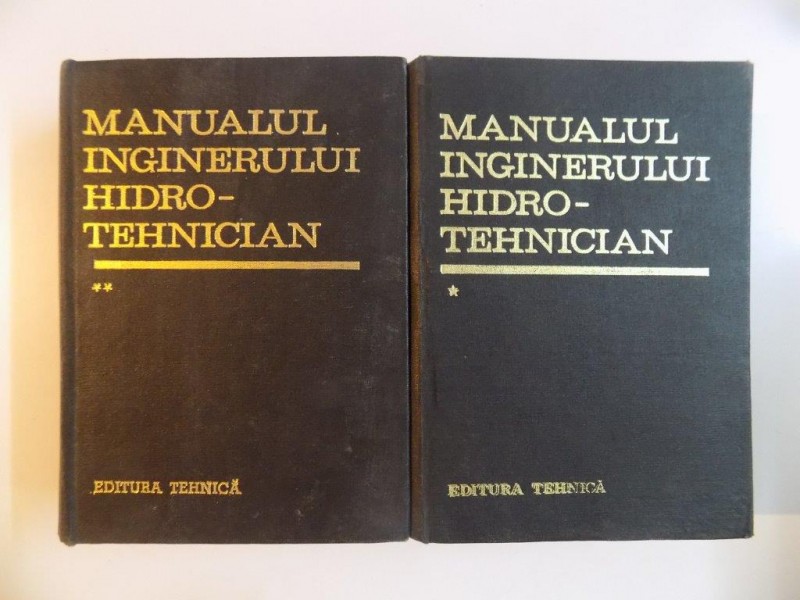 MANUALUL
INGINERULUI
HIDRO-
TEHNICIAN
**
EDITURA TEHNICĂ
MANUALUL
INGINERULUI
HIDRO-
TEHNICIAN
*
EDITURA TEHNICĂ